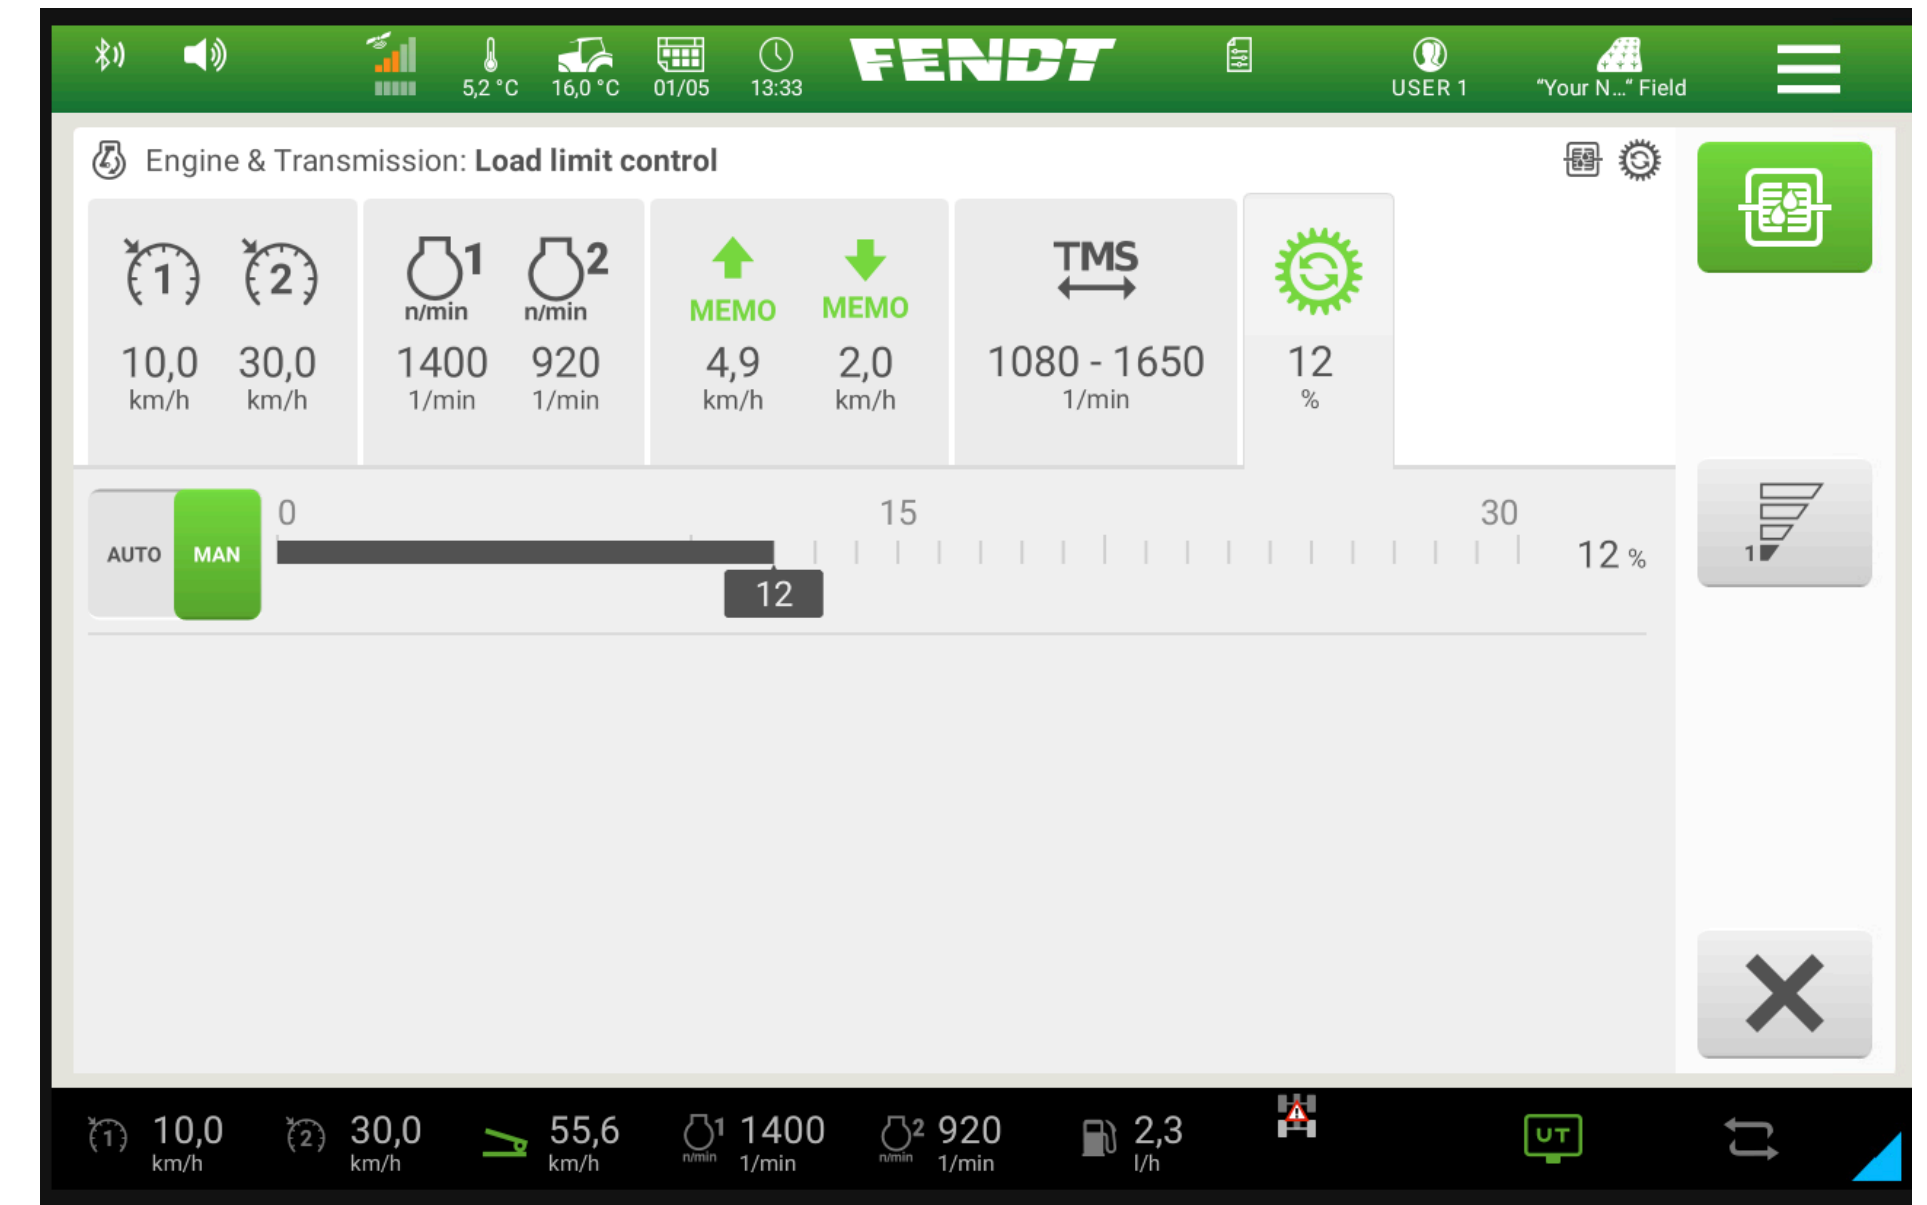 FENDT
5,2 °C 16,0 °C 01/05 13:33 USER 1 "Your N..." Field
Engine & Transmission: Load limit control
1 2 1 2 TMS
n/min n/min MEMO MEMO
10,0 30,0 1400 920 4,9 2,0 1080 - 1650 12
km/h km/h 1/min 1/min km/h km/h 1/min %
0 15 30
AUTO MAN 12 % 1
12
1 10,0 2 30,0 55,6 1 1400 2 920 2,3 UT
km/h km/h km/h n/min 1/min n/min 1/min l/h